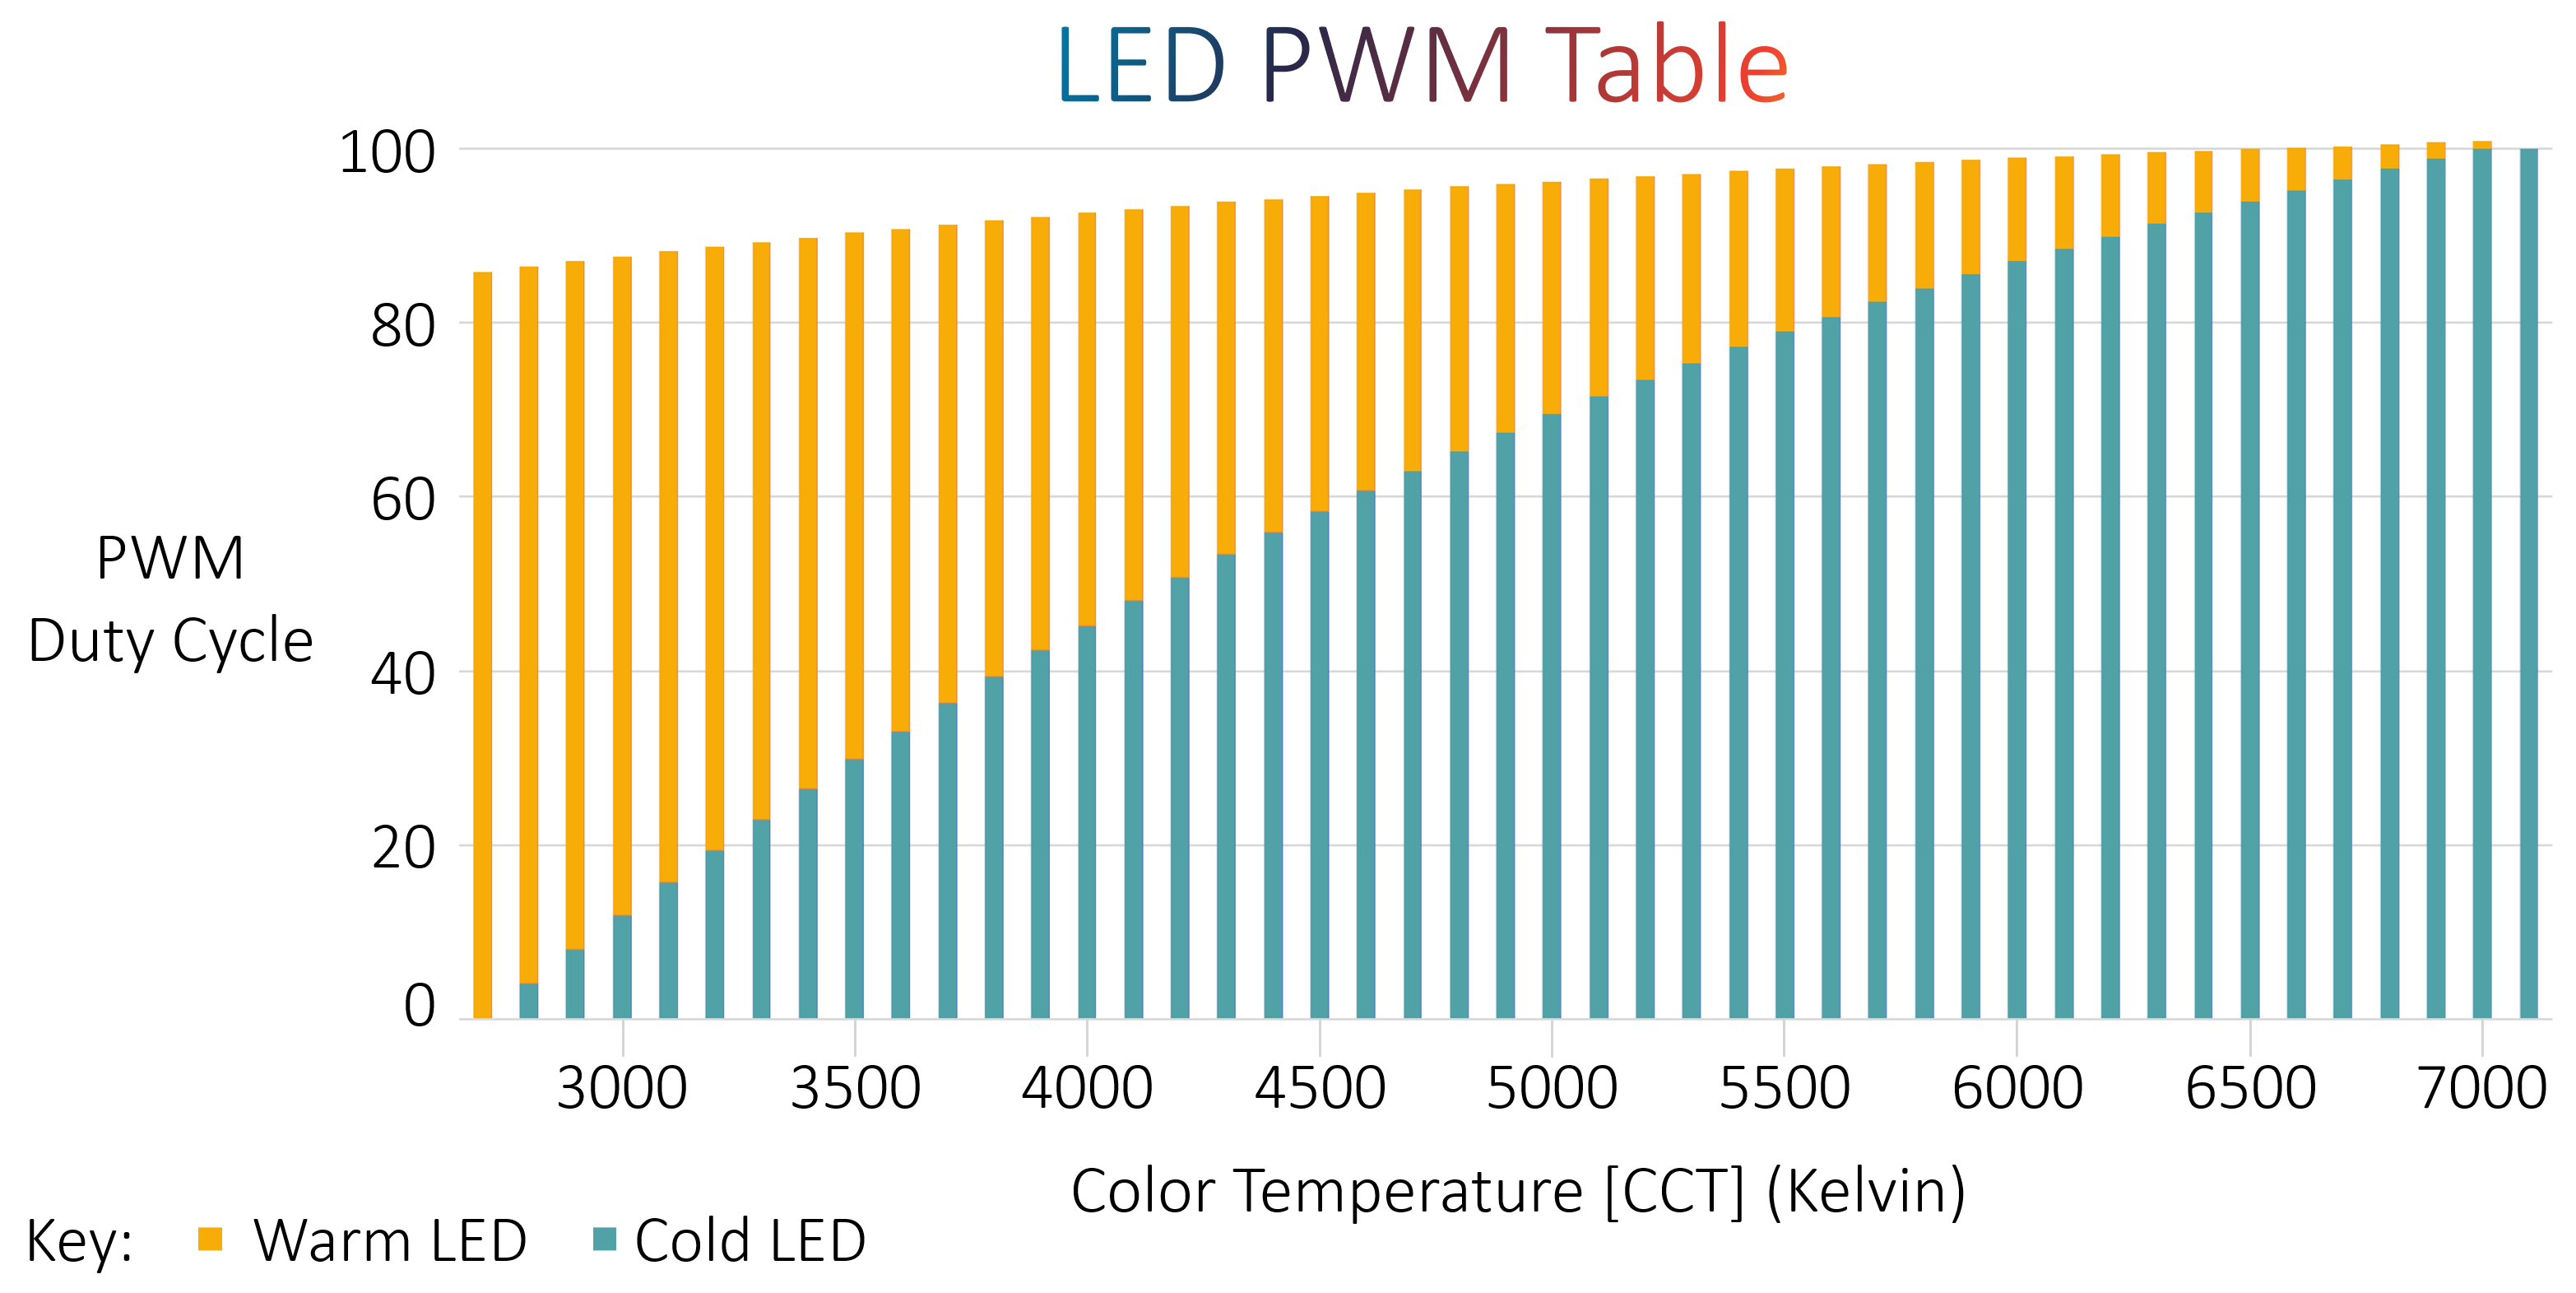 LED PWM Table
100
80
60
40
20
0
PWM
Duty Cycle
3000 3500 4000 4500 5000 5500 6000 6500 7000
Color Temperature [CCT] (Kelvin)
Key: Warm LED Cold LED